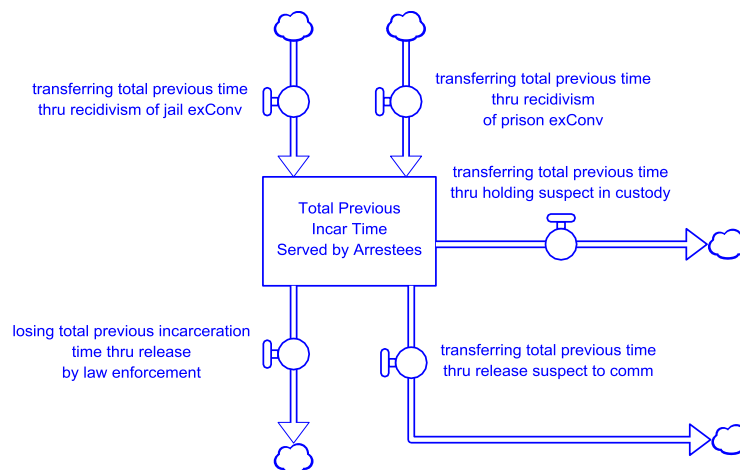 transferring total previous time
thru recidivism of jail exConv
transferring total previous time
thru recidivism
of prison exConv
transferring total previous time
thru holding suspect in custody
Total Previous
Incar Time
Served by Arrestees
losing total previous incarceration
time thru release
by law enforcement
transferring total previous time
thru release suspect to comm